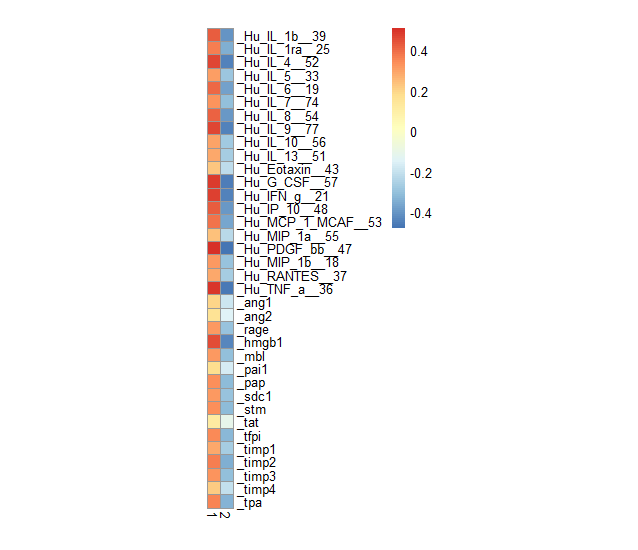 _Hu_IL_1b__39
_Hu_IL_1ra__25
_Hu_IL_4__52
_Hu_IL_5__33
_Hu_IL_6__19
_Hu_IL_7__74
_Hu_IL_8__54
_Hu_IL_9__77
_Hu_IL_10__56
_Hu_IL_13__51
_Hu_Eotaxin__43
_Hu_G_CSF__57
_Hu_IFN_g__21
_Hu_IP_10__48
_Hu_MCP_1_MCAF__53
_Hu_MIP_1a__55
_Hu_PDGF_bb__47
_Hu_MIP_1b__18
_Hu_RANTES__37
_Hu_TNF_a__36
_ang1
_ang2
_rage
_hmgb1
_mbl
_pai1
_pap
_sdc1
_stm
_tat
_tfpi
_timp1
_timp2
_timp3
_timp4
_tpa
1
2
0.4
0.2
0
-0.2
-0.4